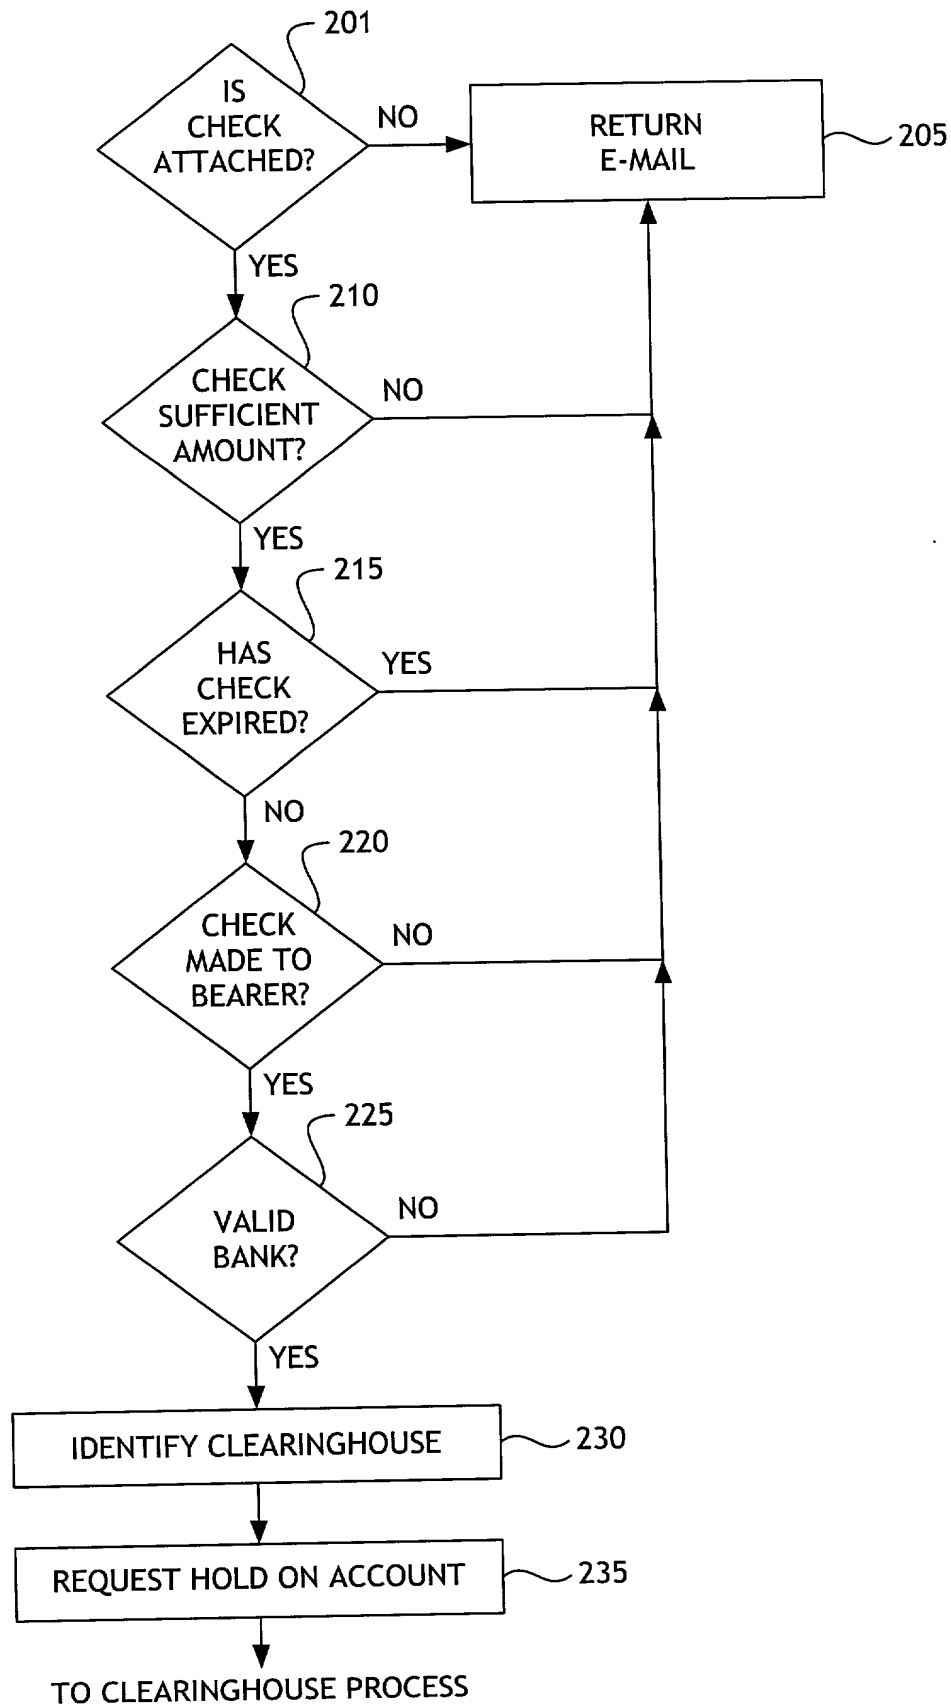 201
IS
CHECK
ATTACHED?
NO
RETURN
E-MAIL
205
YES
210
CHECK
SUFFICIENT
AMOUNT?
NO
YES
215
HAS
CHECK
EXPIRED?
YES
NO
220
CHECK
MADE TO
BEARER?
NO
YES
225
VALID
BANK?
NO
YES
IDENTIFY CLEARINGHOUSE
230
REQUEST HOLD ON ACCOUNT
235
TO CLEARINGHOUSE PROCESS